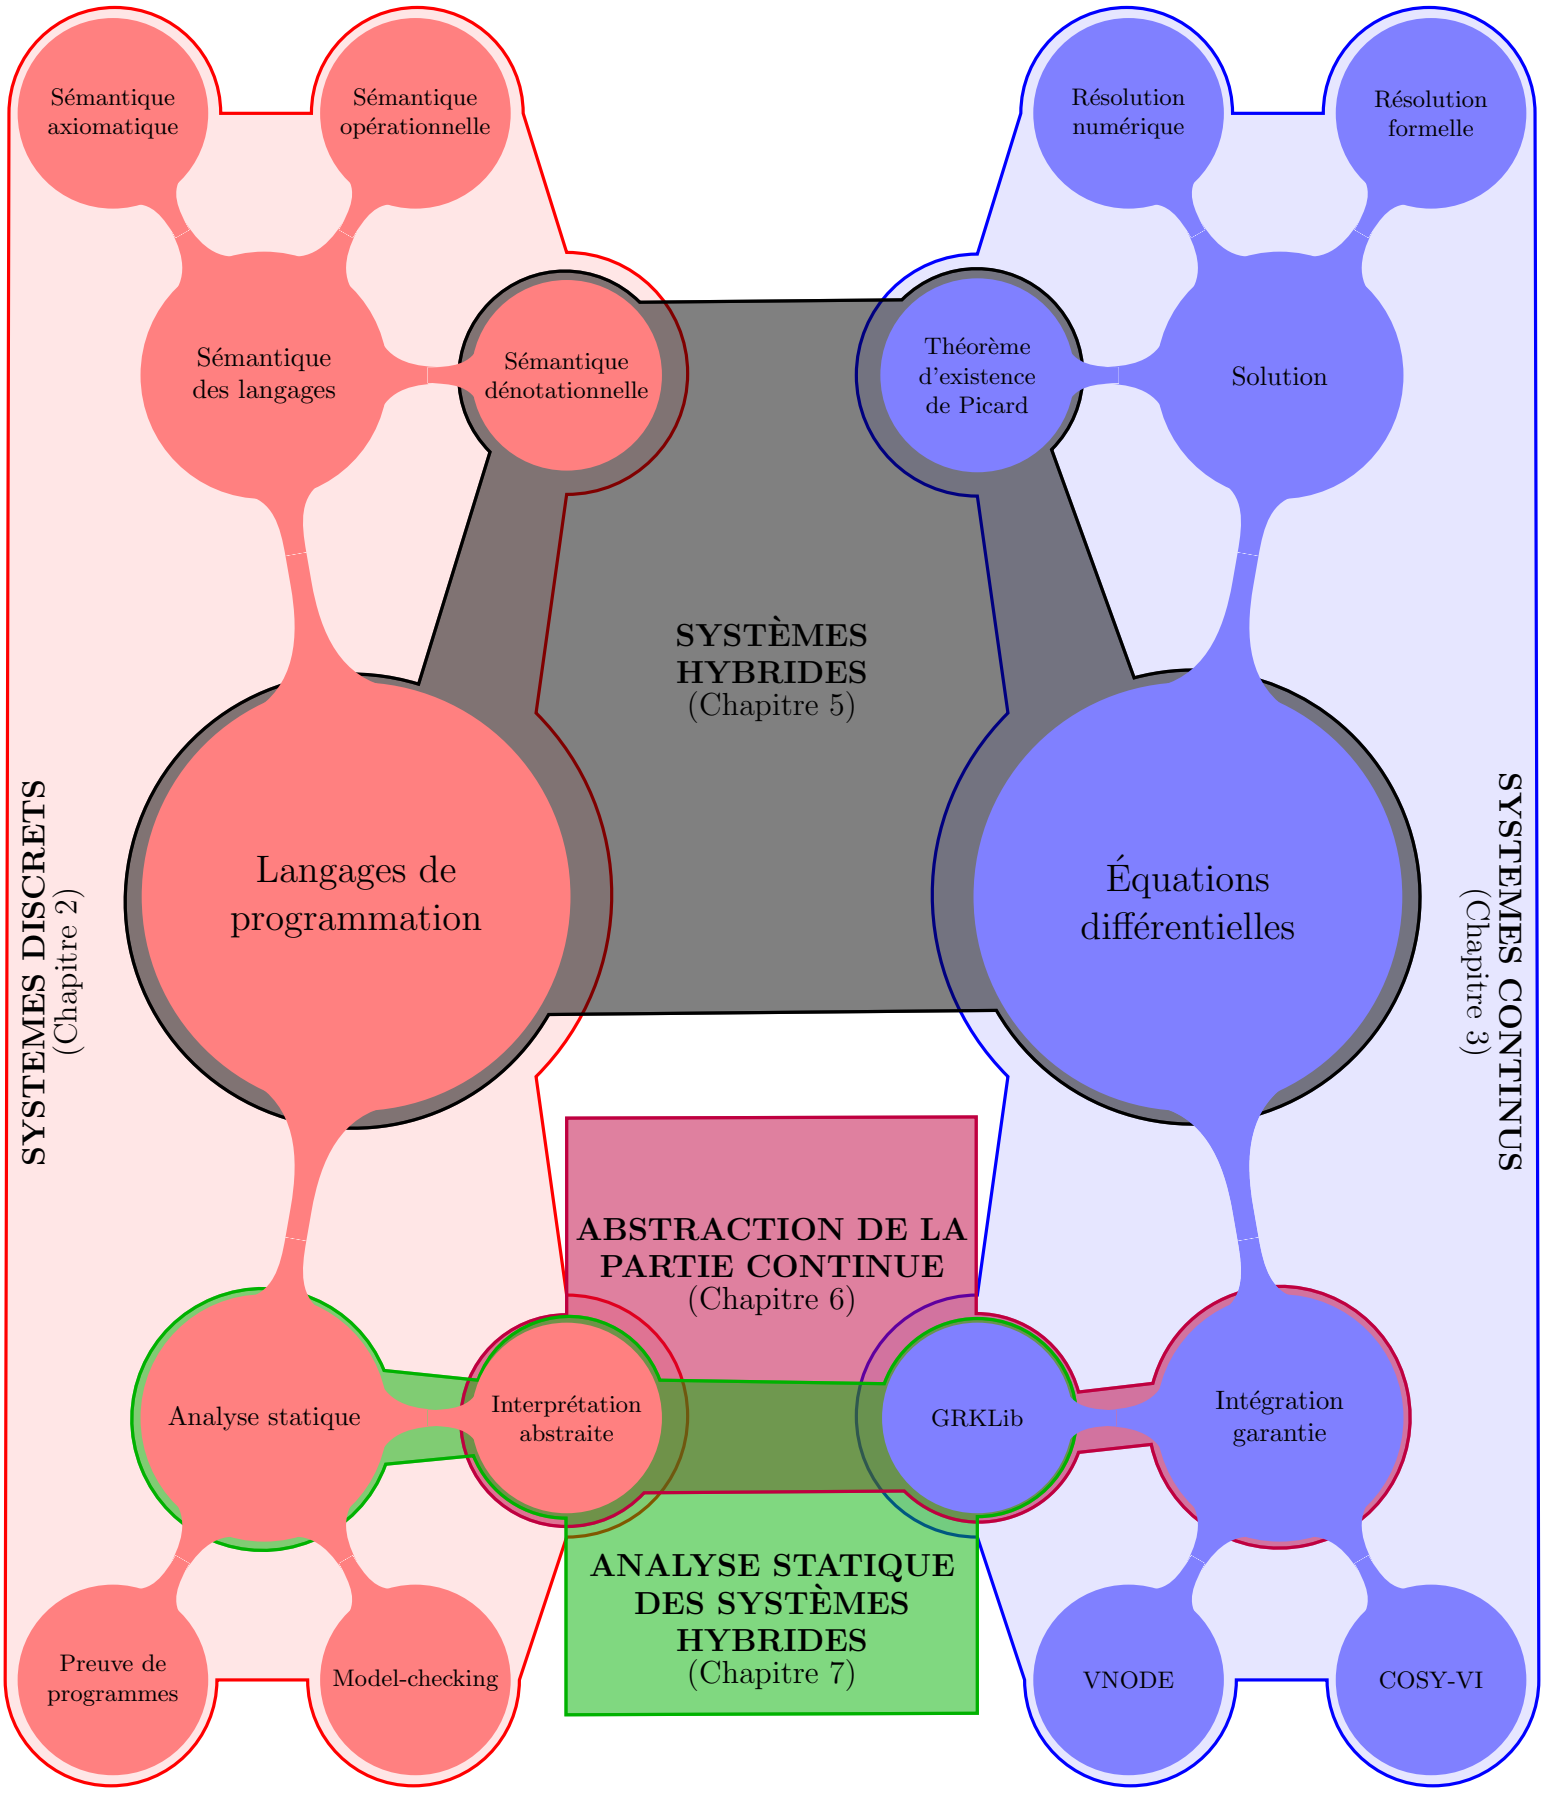 Sémantique
axiomatique
Sémantique
opérationnelle
Résolution
numérique
Résolution
formelle
Sémantique
des langages
Sémantique
dénotationnelle
Théorème
d'existence
de Picard
Solution
SYSTÈMES
HYBRIDES
(Chapitre 5)
SYSTEMES DISCRETS
(Chapitre 2)
Langages de
programmation
Équations
différentielles
SYSTEMES CONTINUS
(Chapitre 3)
ABSTRACTION DE LA
PARTIE CONTINUE
(Chapitre 6)
Analyse statique
Interprétation
abstraite
GRKLib
Intégration
garantie
ANALYSE STATIQUE
DES SYSTÈMES
HYBRIDES
(Chapitre 7)
Preuve de
programmes
Model-checking
VNODE
COSY-VI